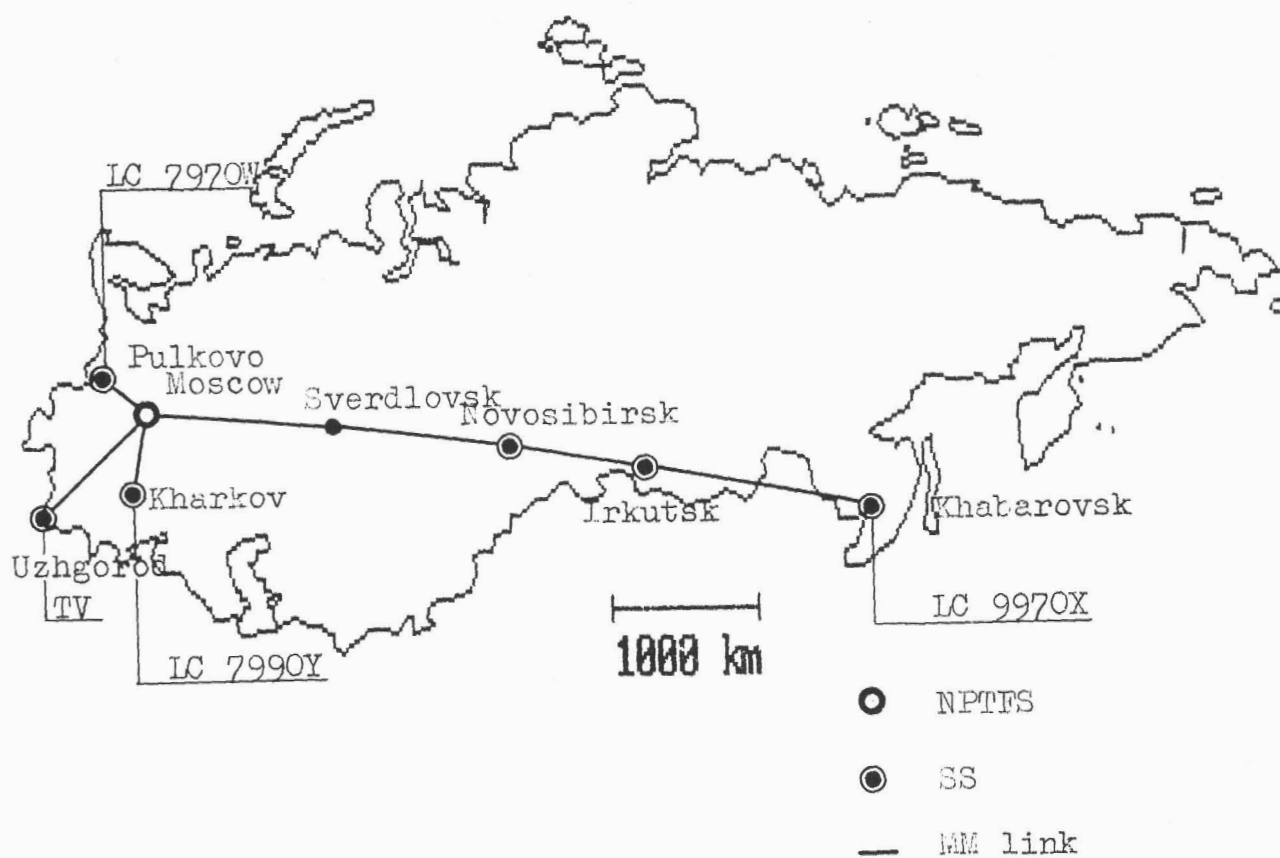 LC 7970W
Pulkovo
Moscow
Sverdlovsk
Novosibirsk
Kharkov
Irkutsk
Khabarovsk
Uzhgorod
TV
LC 9970X
1000 km
LC 7990Y
NPTFS
SS
MM link